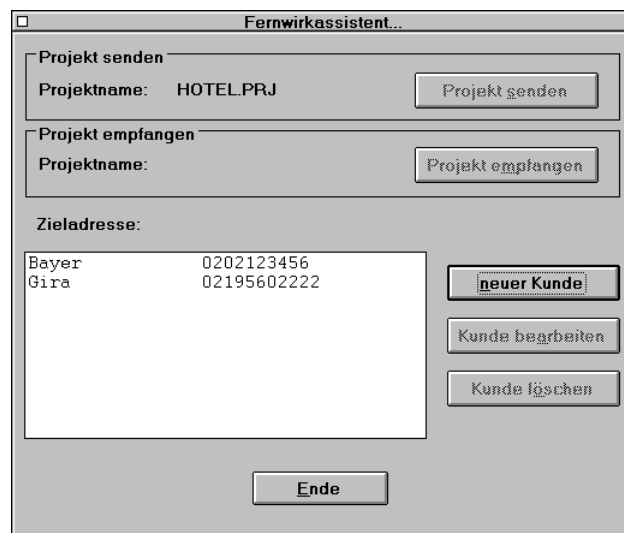 Fernwirkassistent...
Projekt senden
Projektname: HOTEL.PRJ
Projekt senden
Projekt empfangen
Projektname:
Projekt empfangen
Zieladresse:
Bayer 0202123456
Gira 02195602222
neuer Kunde
Kunde bearbeiten
Kunde löschen
Ende